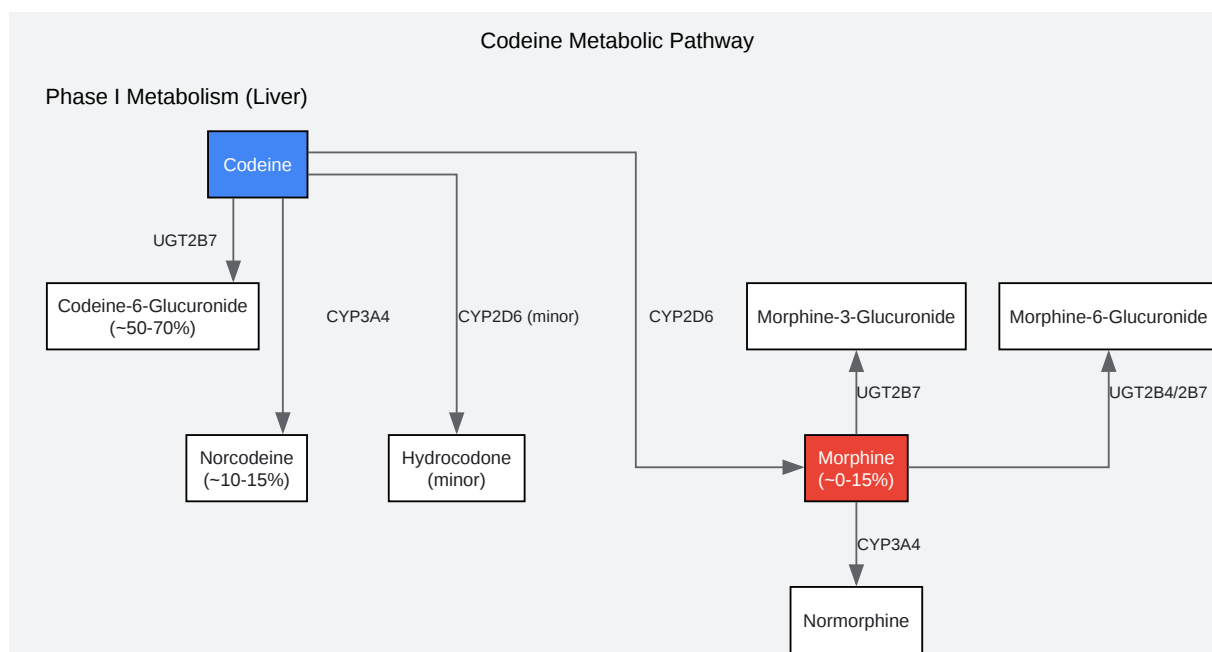 Codeine Metabolic Pathway
Phase I Metabolism (Liver)
Codeine
UGT2B7
Codeine-6-Glucuronide
(~50-70%)
CYP3A4
CYP2D6 (minor)
CYP2D6
Morphine-3-Glucuronide
Morphine-6-Glucuronide
UGT2B7
UGT2B4/2B7
Norcodeine
(~10-15%)
Hydrocodone
(minor)
Morphine
(~0-15%)
CYP3A4
Normorphine